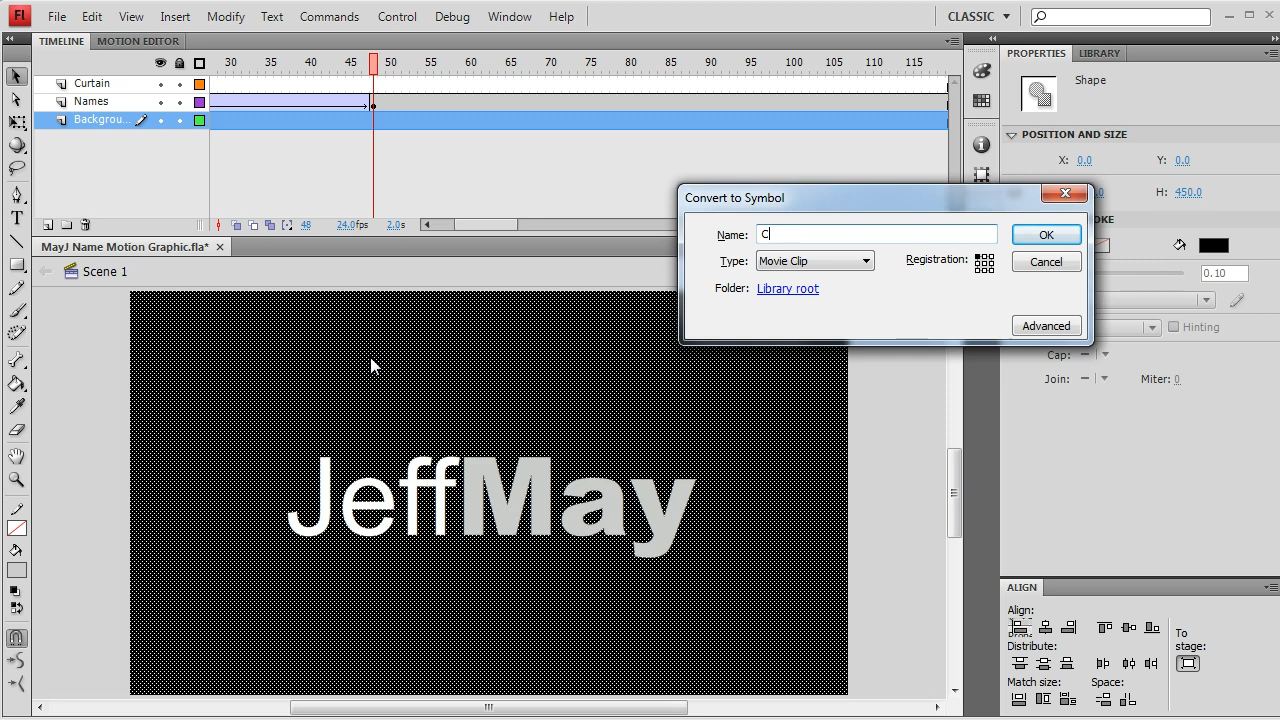 Fl File Edit View Insert Modify Text Commands Control Debug Window Help CLASSIC
TIMELINE MOTION EDITOR
30 35 40 45 50 55 60 65 70 75 80 85 90 95 100 105 110 115
Curtain
Names
Backgrou...
48 24.0fps 2.0s
MayJ Name Motion Graphic.fla*
Scene 1
JeffMay
Convert to Symbol
Name: C
OK
Type: Movie Clip
Registration:
Cancel
Folder: Library root
Advanced
PROPERTIES LIBRARY
Shape
POSITION AND SIZE
X: 0.0 Y: 0.0
H: 450.0
0.10
Hinting
Cap:
Join: Miter: 0
ALIGN
Align:
To
stage:
Distribute:
Match size: Space: